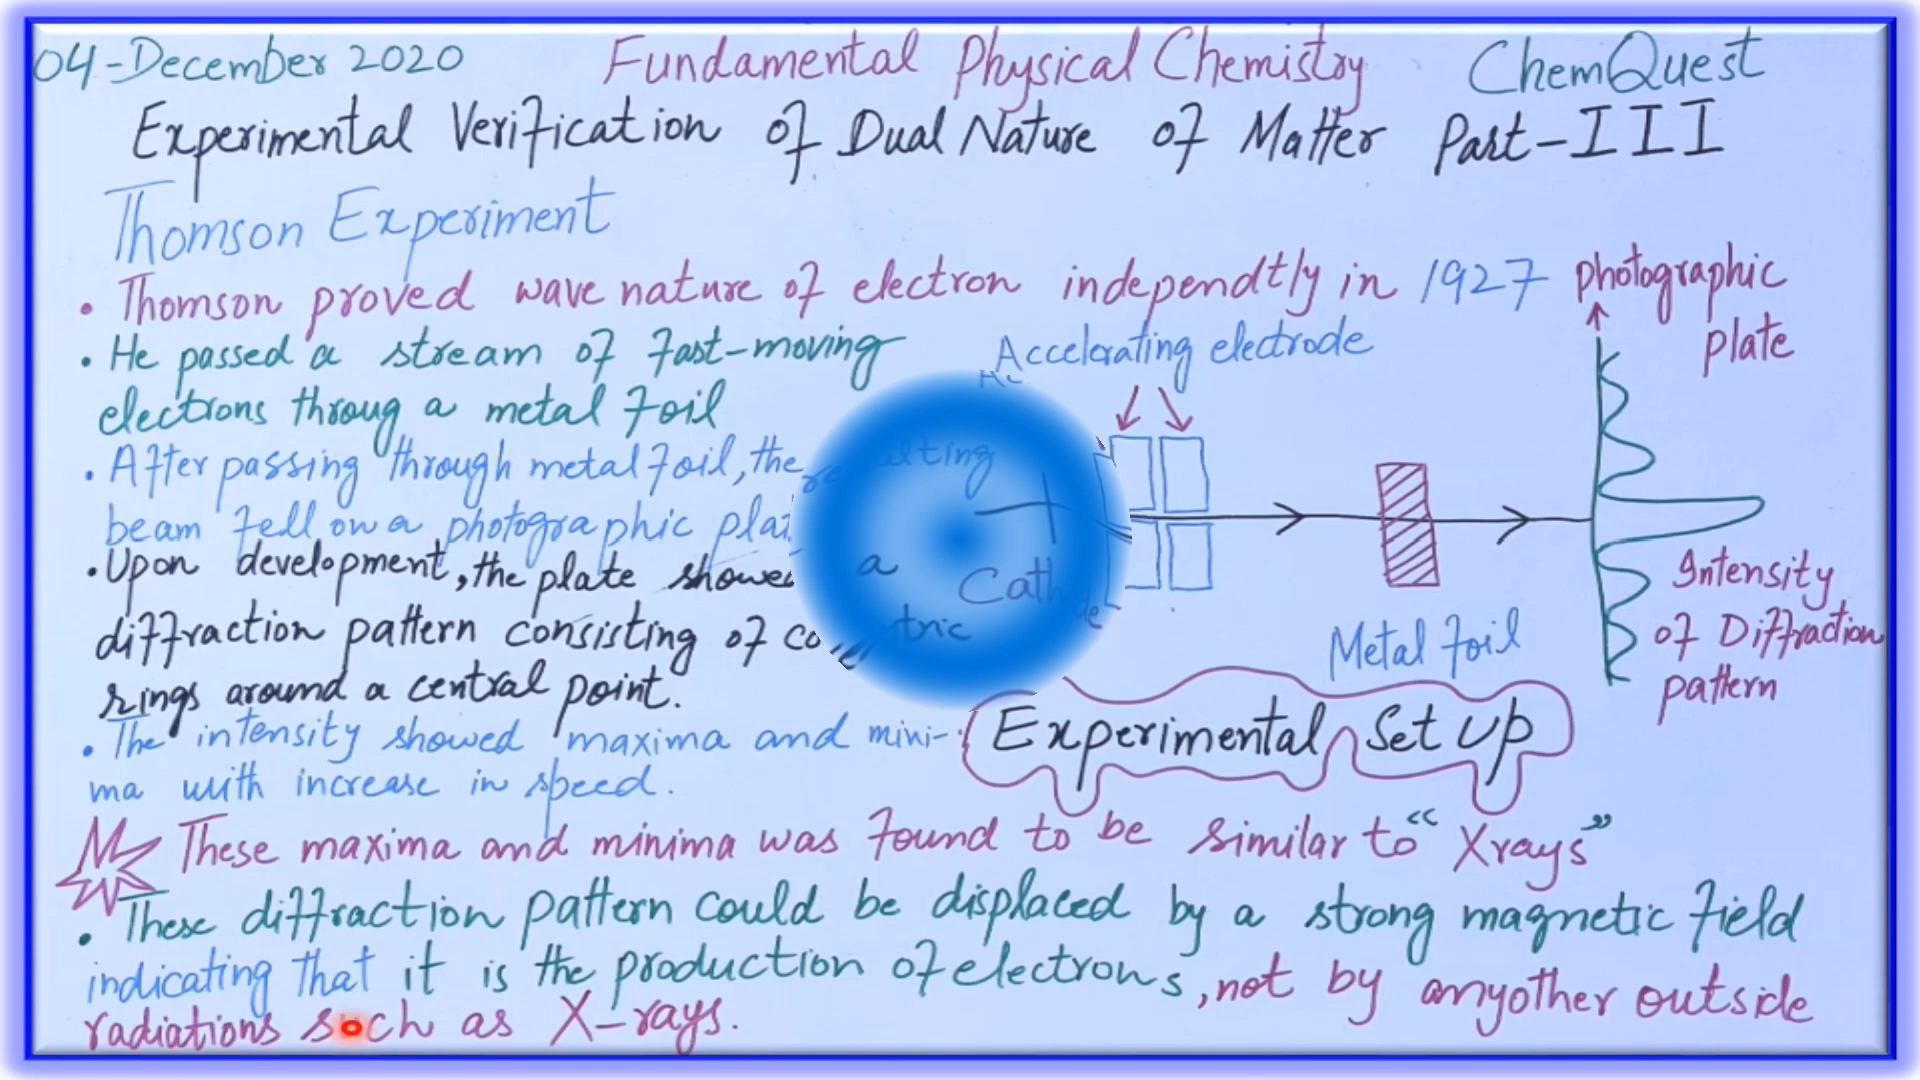 04-December 2020 Fundamental Physical Chemistry ChemQuest
Experimental Verification of Dual Nature of Matter Part-III
Thomson Experiment
• Thomson proved wave nature of electron independtly in 1927
• He passed a stream of fast-moving
electrons throug a metal foil
• After passing through metal foil, the resulting
beam fell on a photographic plat
• Upon development, the plate showed a
diffraction pattern consisting of
rings around a central point.
• The intensity showed maxima and mini-
ma with increase in speed.
photographic
plate
Accelerating electrode
Cathode
Metal foil
Intensity
of Diffraction
pattern
Experimental Set Up
These maxima and minima was found to be similar to “Xrays”
• These diffraction pattern could be displaced by a strong magnetic field
indicating that it is the production of electrons, not by anyother outside
radiations such as X-rays.